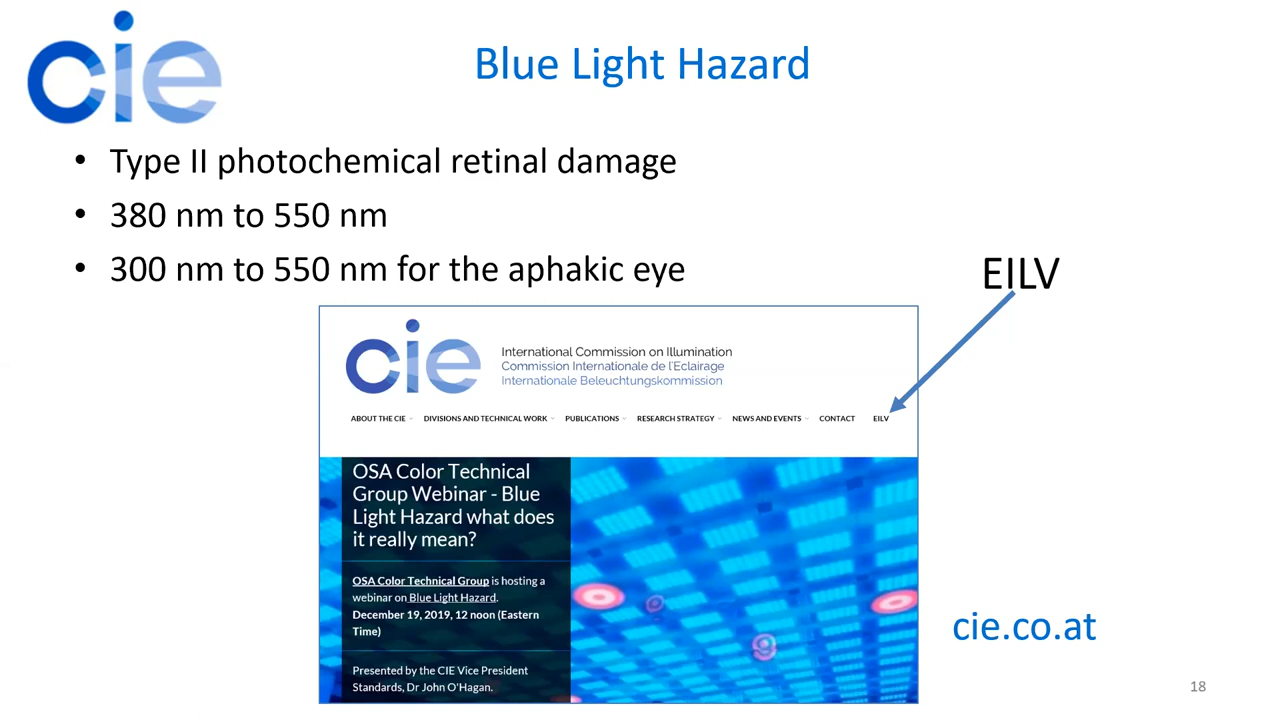 cie
Blue Light Hazard
• Type II photochemical retinal damage
• 380 nm to 550 nm
• 300 nm to 550 nm for the aphakic eye
EILV
cie
International Commission on Illumination
Commission Internationale de l'Eclairage
Internationale Beleuchtungskommission
ABOUT THE CIE DIVISIONS AND TECHNICAL WORK PUBLICATIONS RESEARCH STRATEGY NEWS AND EVENTS CONTACT EILV
OSA Color Technical
Group Webinar - Blue
Light Hazard what does
it really mean?
OSA Color Technical Group is hosting a
webinar on Blue Light Hazard.
December 19, 2019, 12 noon (Eastern
Time)
Presented by the CIE Vice President
Standards, Dr John O'Hagan.
cie.co.at
18